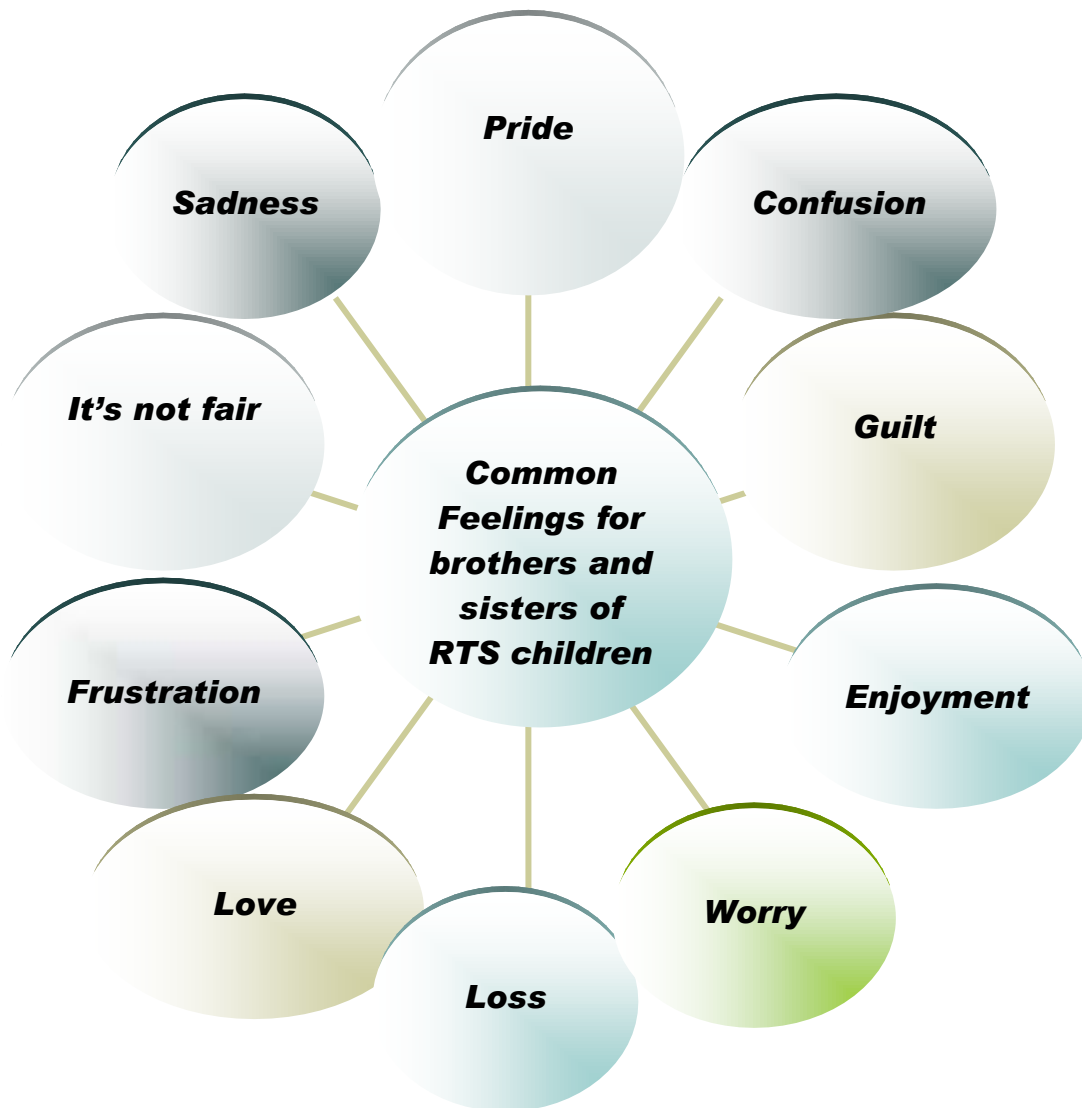 Pride
Sadness
Confusion
It’s not fair
Guilt
Common
Feelings for
brothers and
sisters of
RTS children
Frustration
Enjoyment
Love
Worry
Loss